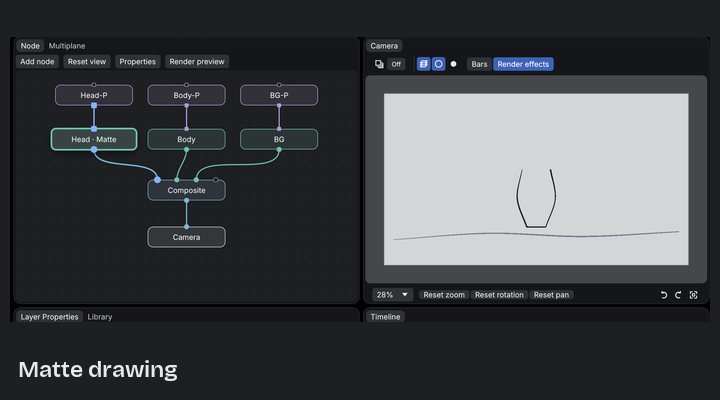 Node Multiplane
Camera
Add node Reset view Properties Render preview
Off Bars Render effects
Head-P Body-P BG-P
Head - Matte Body BG
Composite
Camera
28% Reset zoom Reset rotation Reset pan
Layer Properties Library
Timeline
Matte drawing